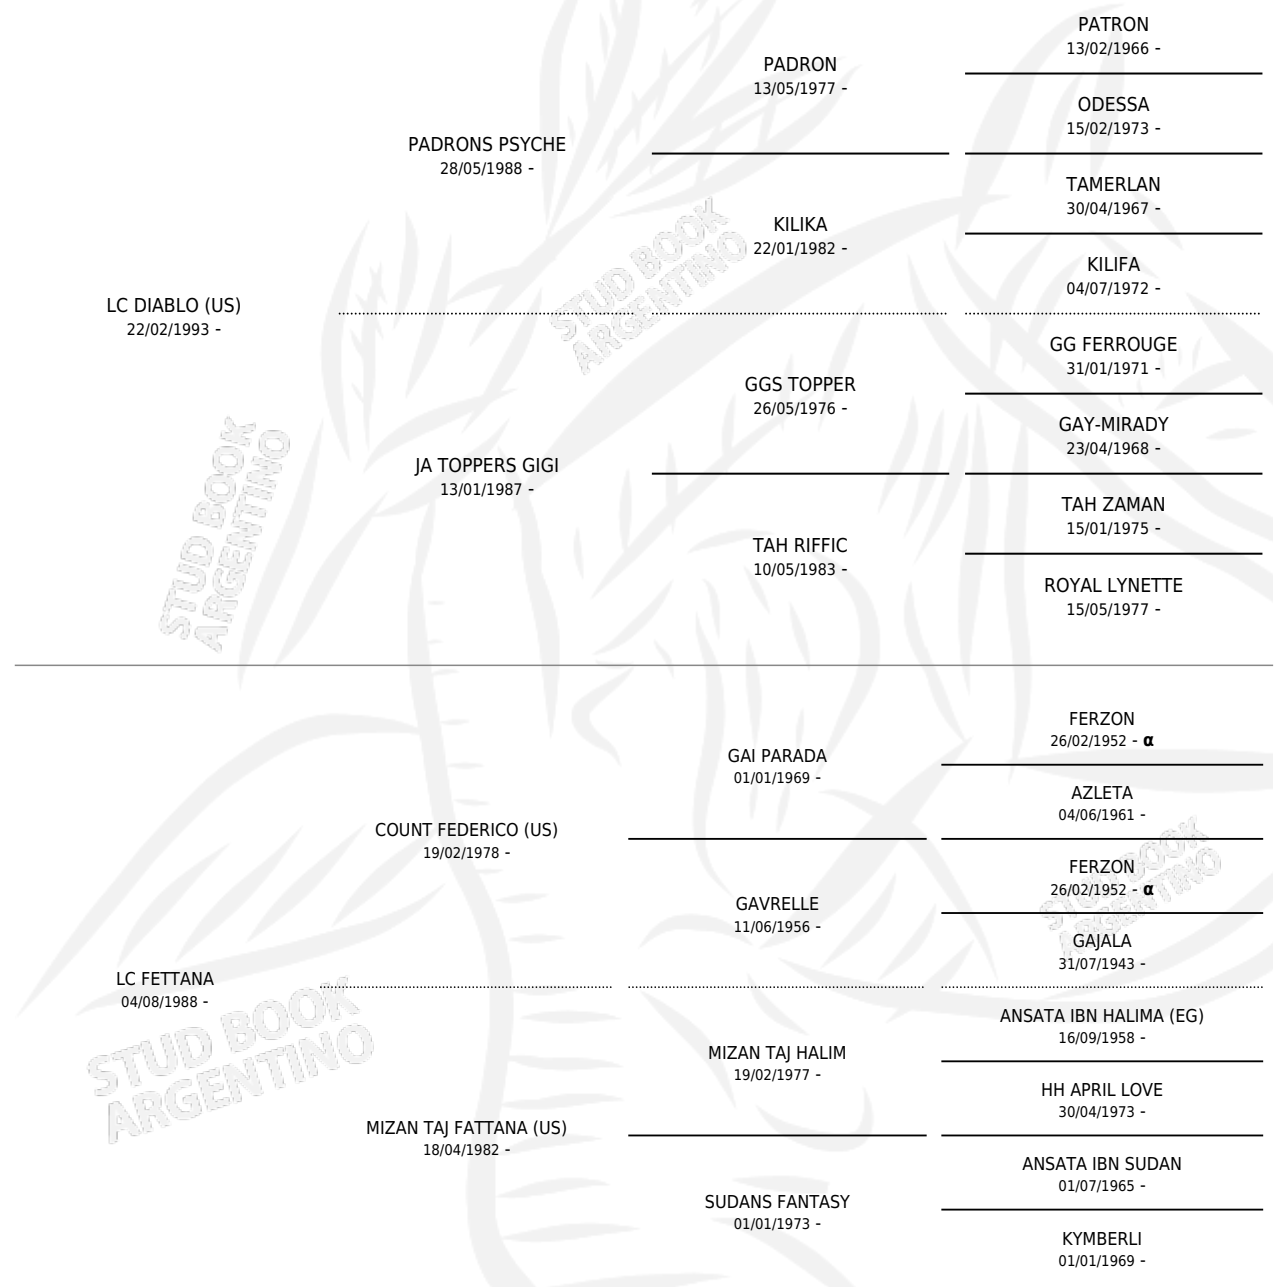 PATRON
13/02/1966 -
PADRON
13/05/1977 -
ODESSA
15/02/1973 -
PADRONS PSYCHE
28/05/1988 -
TAMERLAN
30/04/1967 -
KILIKA
22/01/1982 -
KILIFA
04/07/1972 -
LC DIABLO (US)
22/02/1993 -
GG FERROUGE
31/01/1971 -
GGS TOPPER
26/05/1976 -
GAY-MIRADY
23/04/1968 -
JA TOPPERS GIGI
13/01/1987 -
TAH ZAMAN
15/01/1975 -
TAH RIFFIC
10/05/1983 -
ROYAL LYNETTE
15/05/1977 -
STUD BOOK
ARGENTINO
STUD BOOK
ARGENTINO
FERZON
26/02/1952 - α
GAI PARADA
01/01/1969 -
AZLETA
04/06/1961 -
COUNT FEDERICO (US)
19/02/1978 -
FERZON
26/02/1952 - α
GAVRELLE
11/06/1956 -
GAJALA
31/07/1943 -
LC FETTANA
04/08/1988 -
ANSATA IBN HALIMA (EG)
16/09/1958 -
MIZAN TAJ HALIM
19/02/1977 -
HH APRIL LOVE
30/04/1973 -
MIZAN TAJ FATTANA (US)
18/04/1982 -
ANSATA IBN SUDAN
01/07/1965 -
SUDANS FANTASY
01/01/1973 -
KYMBERLI
01/01/1969 -
STUD BOOK
ARGENTINO
STUD BOOK
ARGENTINO